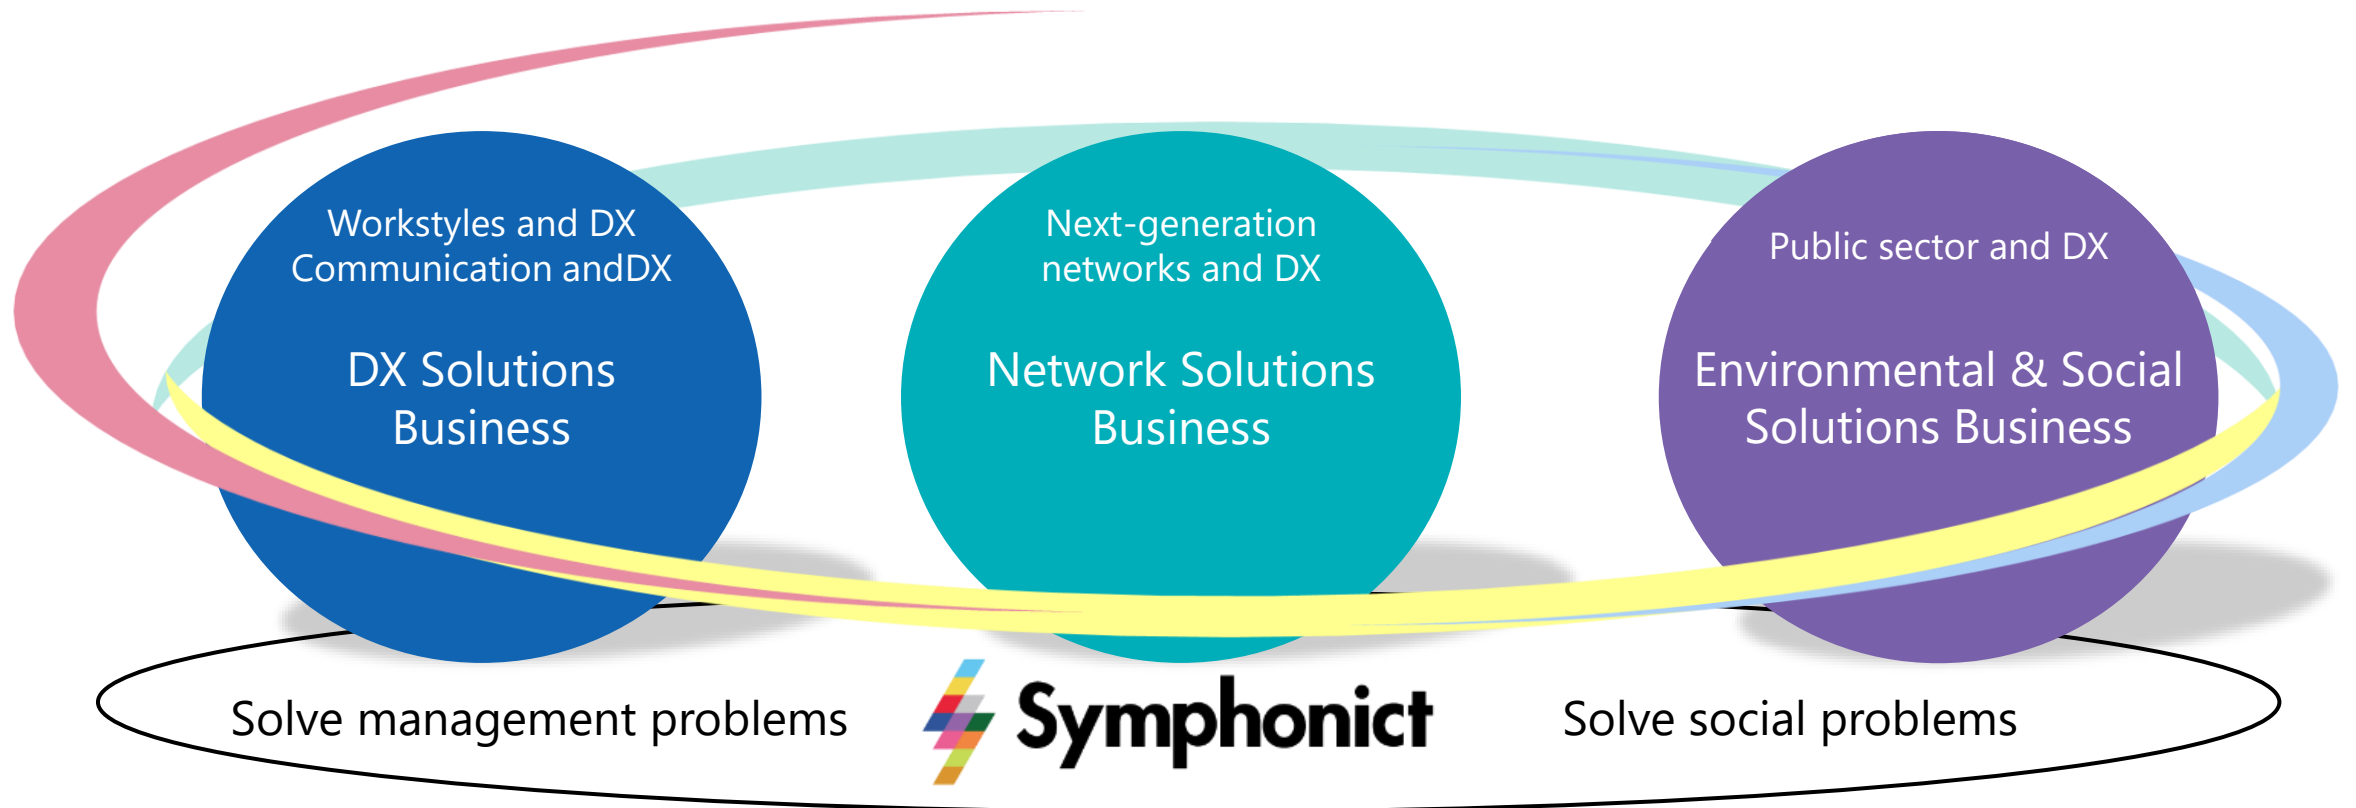 Workstyles and DX
Communication andDX
DX Solutions
Business
Next-generation
networks and DX
Network Solutions
Business
Public sector and DX
Environmental & Social
Solutions Business
Solve management problems
Symphonict
Solve social problems